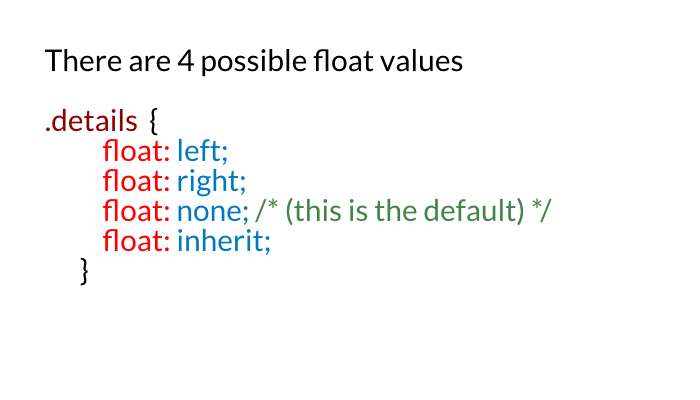 There are 4 possible float values
.details {
float: left;
float: right;
float: none; /* (this is the default) */
float: inherit;
}